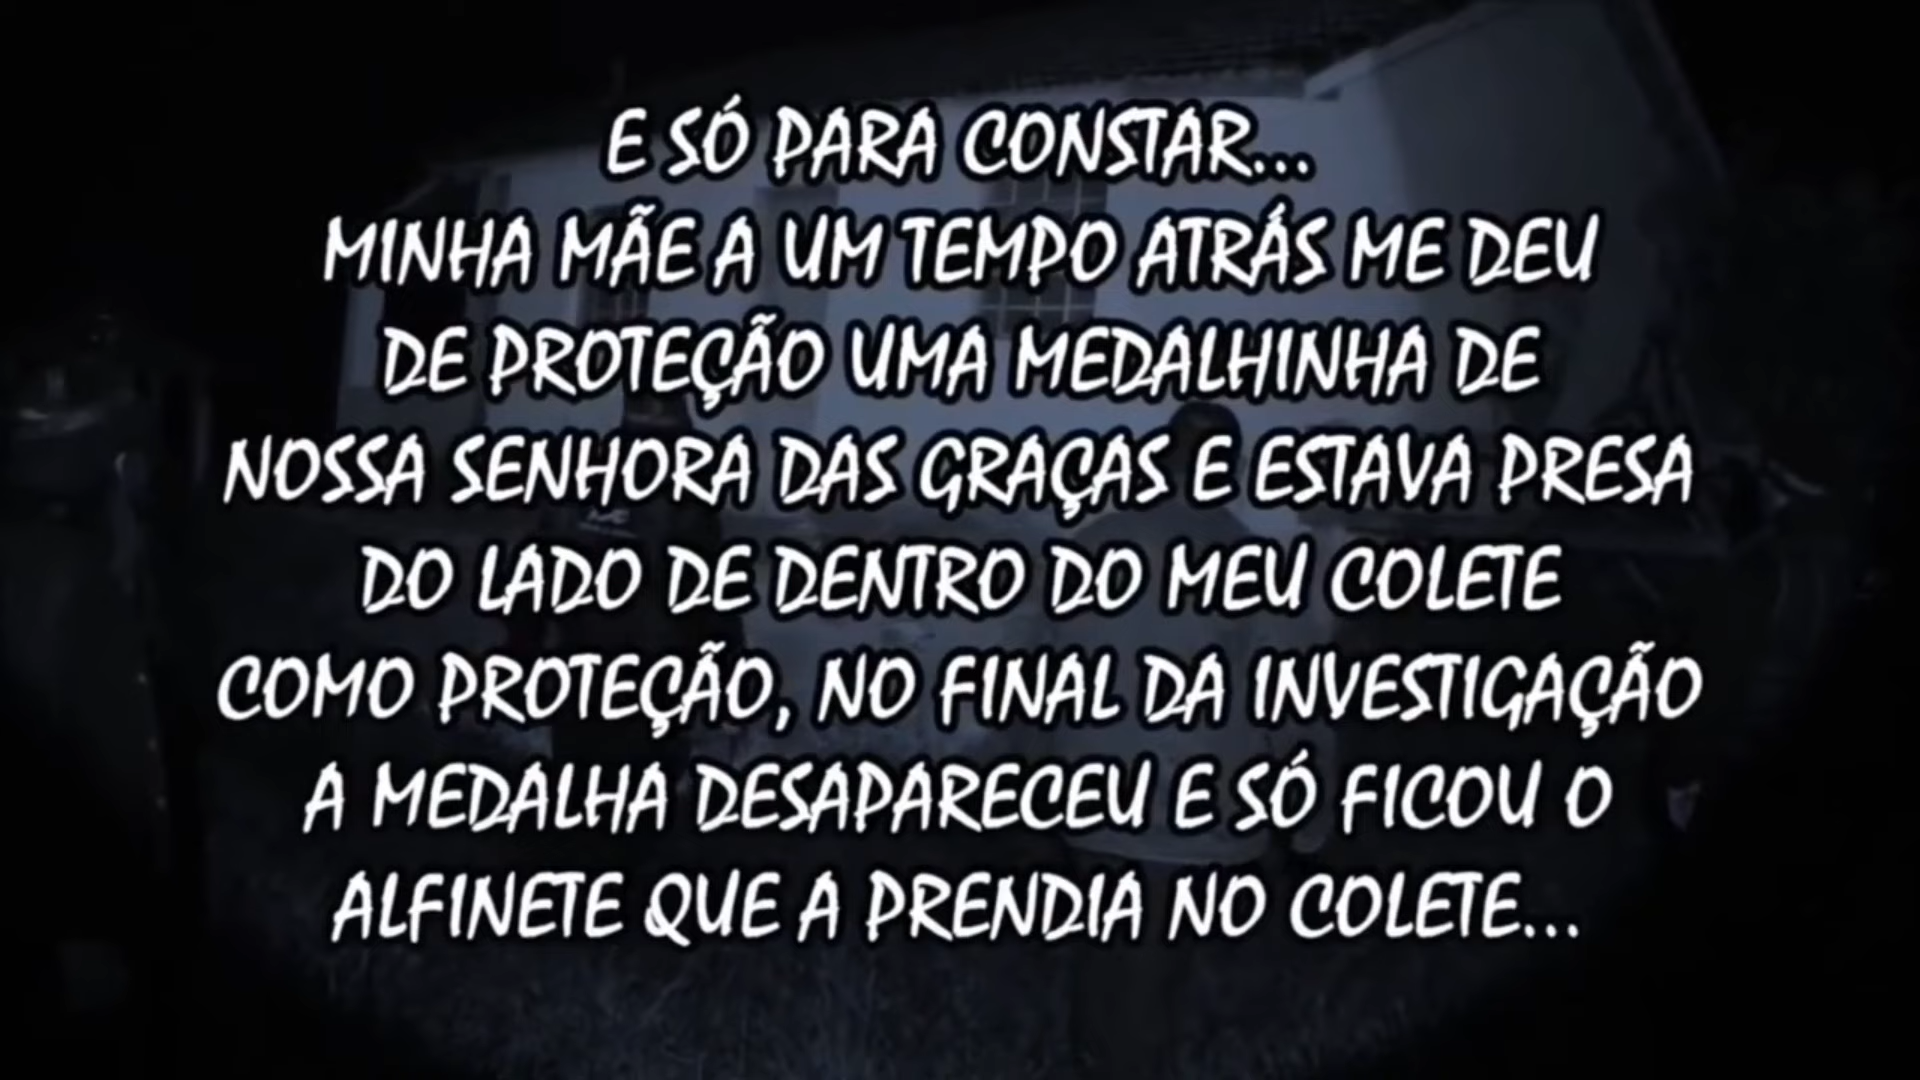 E SÓ PARA CONSTAR...
MINHA MÃE A UM TEMPO ATRÁS ME DEU
DE PROTEÇÃO UMA MEDALHINHA DE
NOSSA SENHORA DAS GRAÇAS E ESTAVA PRESA
DO LADO DE DENTRO DO MEU COLETE
COMO PROTEÇÃO, NO FINAL DA INVESTIGAÇÃO
A MEDALHA DESAPARECEU E SÓ FICOU O
ALFINETE QUE A PRENDIA NO COLETE...